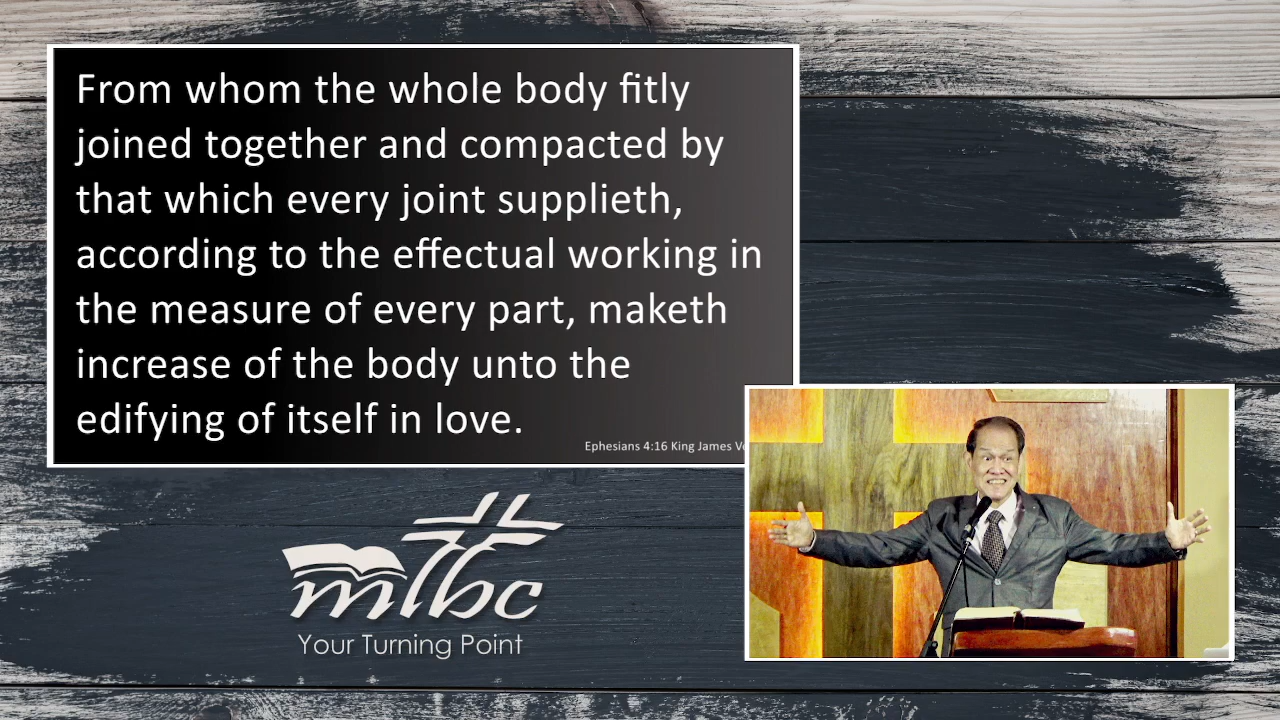 From whom the whole body fitly
joined together and compacted by
that which every joint supplieth,
according to the effectual working in
the measure of every part, maketh
increase of the body unto the
edifying of itself in love.
Ephesians 4:16 King James
mlbc
Your Turning Point